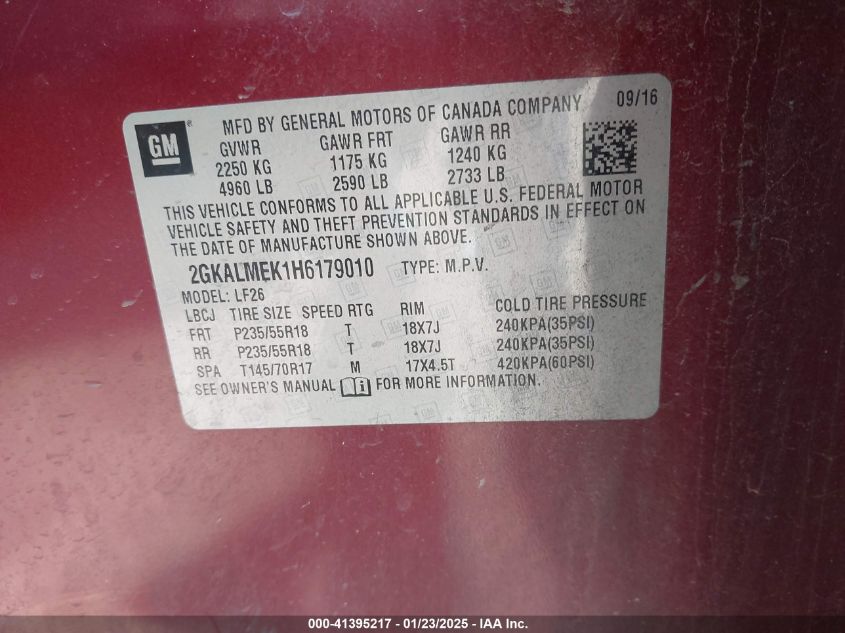 GM
®
MFD BY GENERAL MOTORS OF CANADA COMPANY 09/16
GVWR GAWR FRT GAWR RR
2250 KG 1175 KG 1240 KG
4960 LB 2590 LB 2733 LB
THIS VEHICLE CONFORMS TO ALL APPLICABLE U.S. FEDERAL MOTOR
VEHICLE SAFETY AND THEFT PREVENTION STANDARDS IN EFFECT ON
THE DATE OF MANUFACTURE SHOWN ABOVE.
2GKALMEK1H6179010 TYPE: M.P.V.
MODEL: LF26
LBCJ TIRE SIZE SPEED RTG RIM COLD TIRE PRESSURE
FRT P235/55R18 T 18X7J 240KPA(35PSI)
RR P235/55R18 T 18X7J 240KPA(35PSI)
SPA T145/70R17 M 17X4.5T 420KPA(60PSI)
SEE OWNER'S MANUAL i FOR MORE INFORMATION.
000-41395217 - 01/23/2025 - IAA Inc.